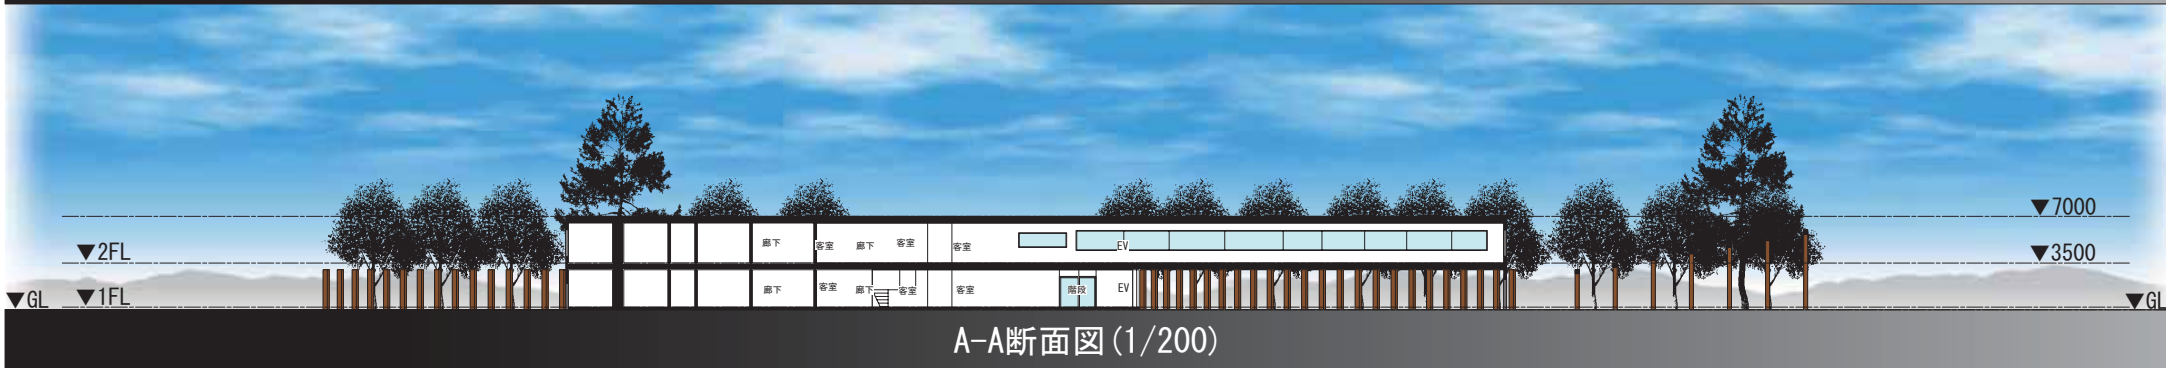 ▼7000
▼2FL
▼3500
廊下 客室 廊下 客室 客室 EV
廊下 客室 廊下 客室 客室 階段 EV
▼GL ▼1FL ▼GL
A-A断面図(1/200)